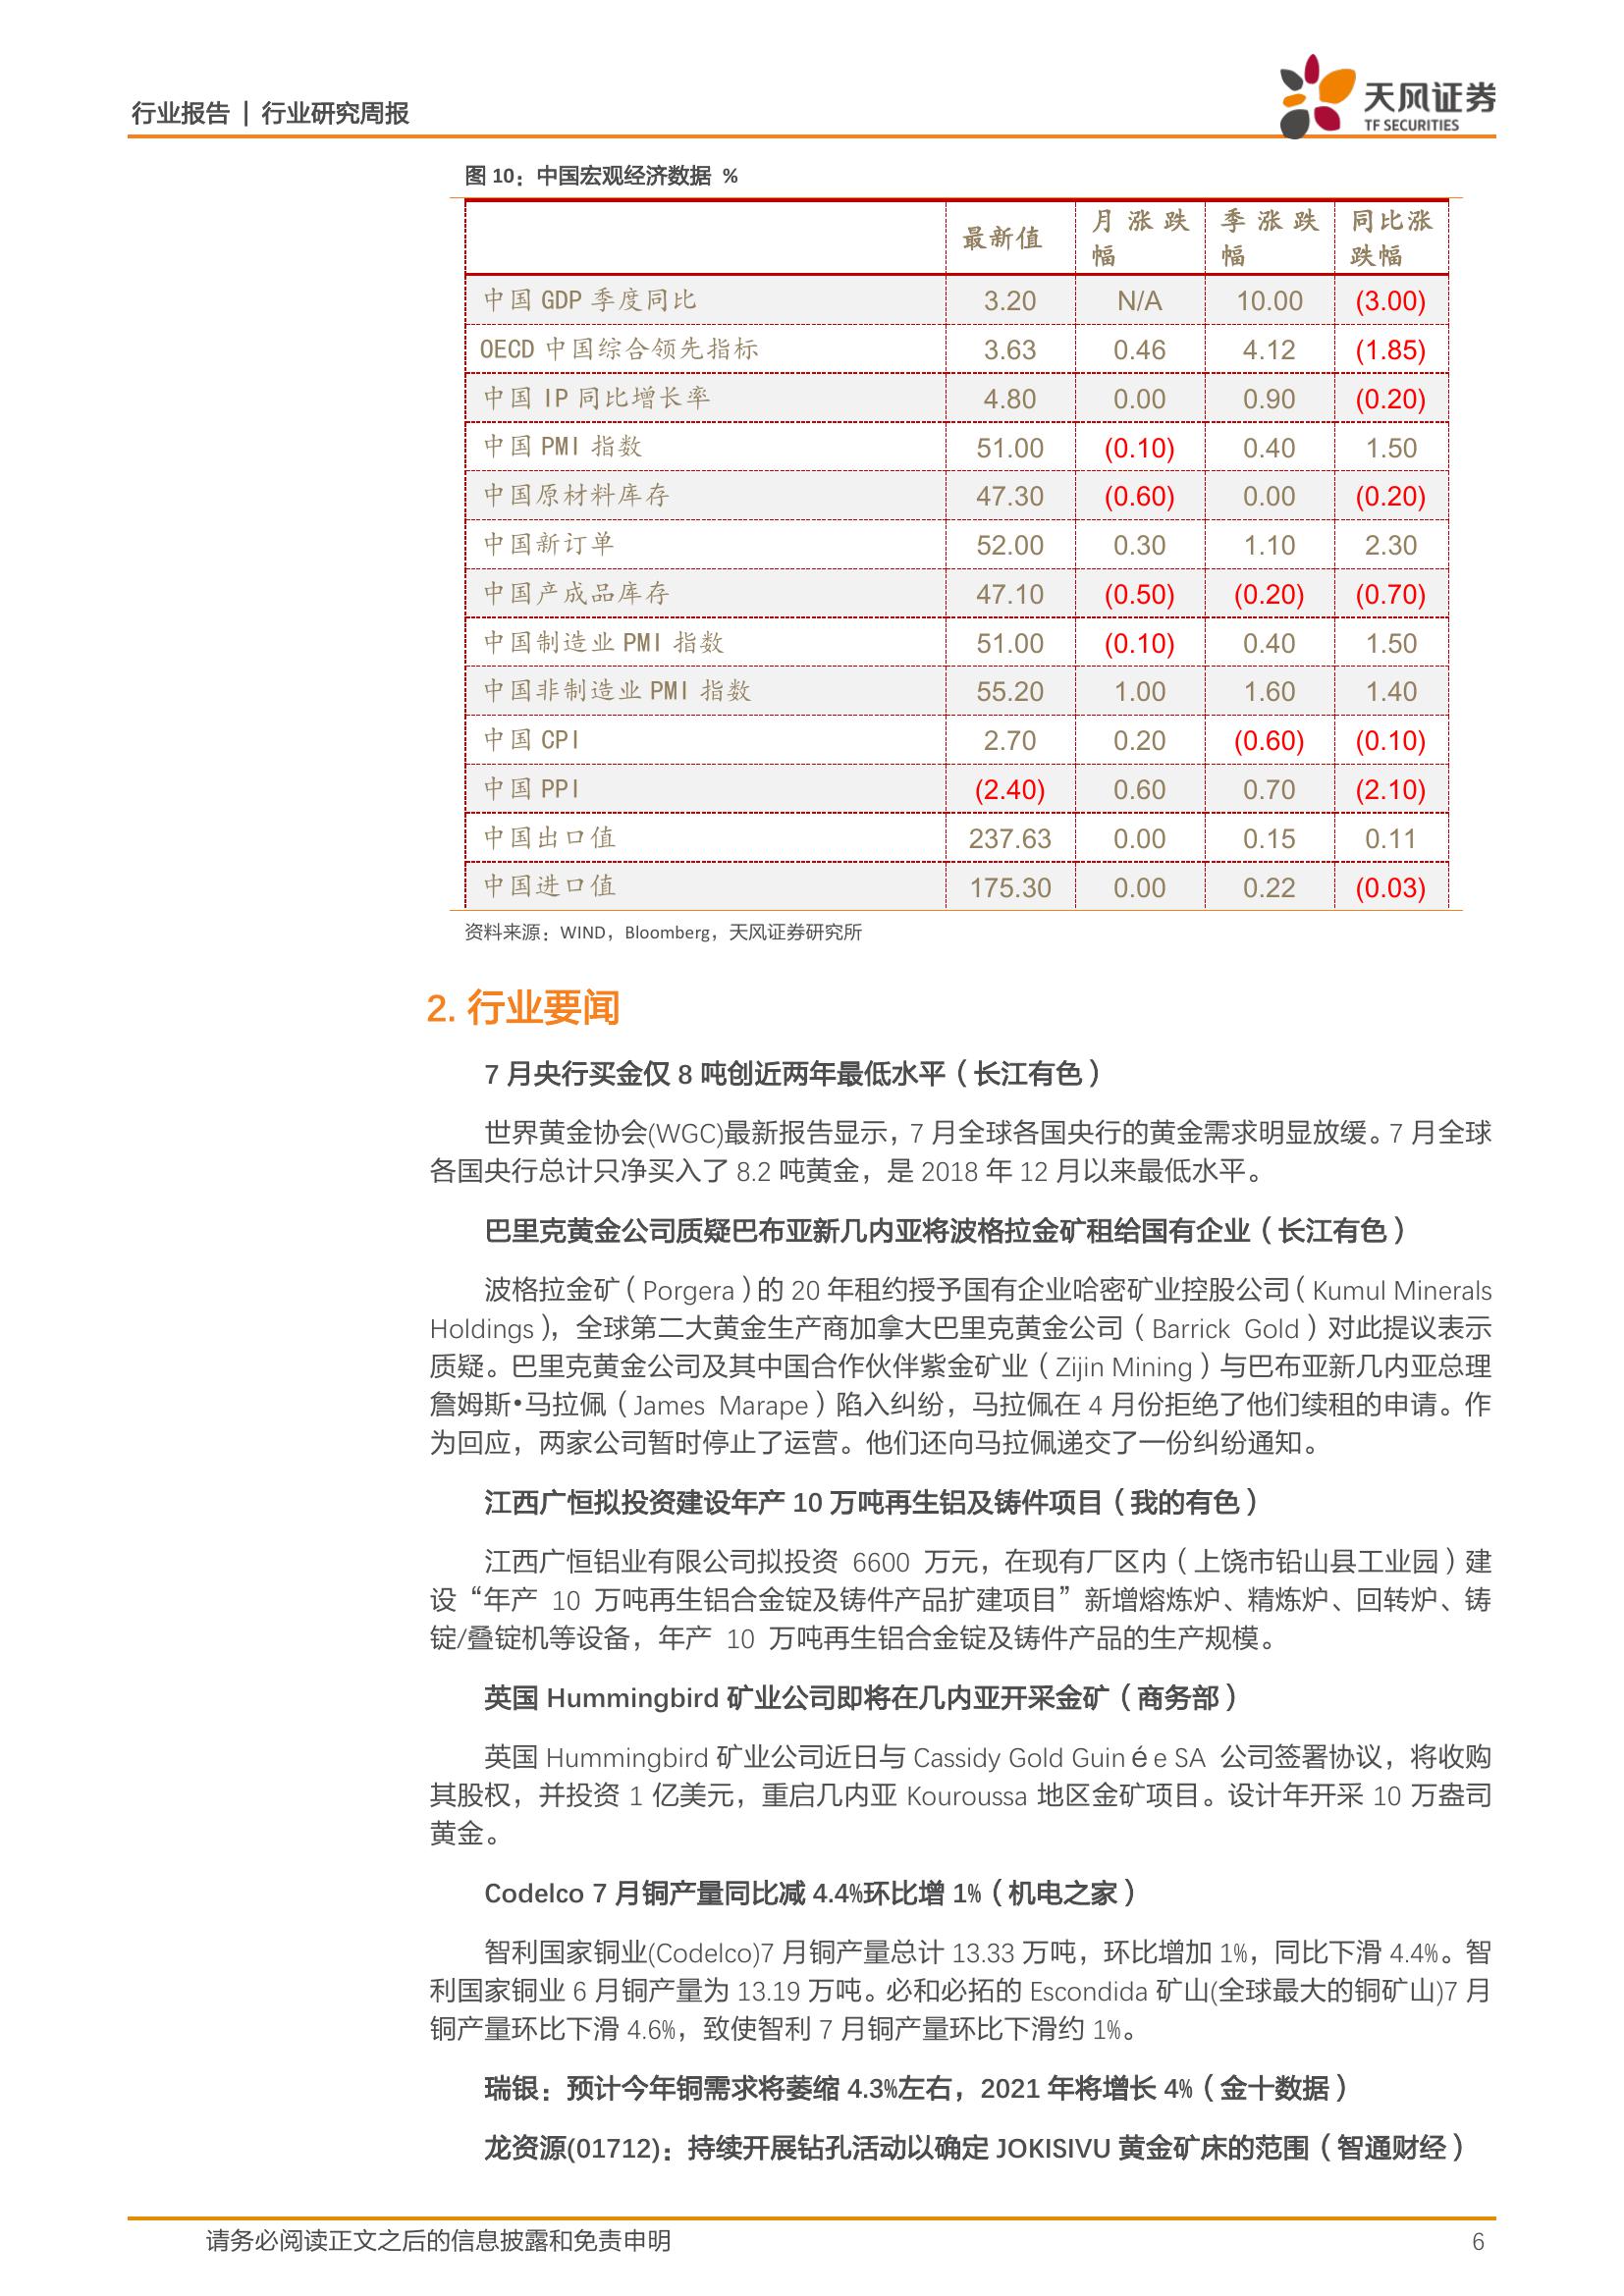 行业报告 | 行业研究周报
天风证券
TF SECURITIES
图 10：中国宏观经济数据 %
最新值 月涨跌幅 季涨跌幅 同比涨跌幅
中国 GDP 季度同比 3.20 N/A 10.00 (3.00)
OECD 中国综合领先指标 3.63 0.46 4.12 (1.85)
中国 IP 同比增长率 4.80 0.00 0.90 (0.20)
中国 PMI 指数 51.00 (0.10) 0.40 1.50
中国原材料库存 47.30 (0.60) 0.00 (0.20)
中国新订单 52.00 0.30 1.10 2.30
中国产成品库存 47.10 (0.50) (0.20) (0.70)
中国制造业 PMI 指数 51.00 (0.10) 0.40 1.50
中国非制造业 PMI 指数 55.20 1.00 1.60 1.40
中国 CPI 2.70 0.20 (0.60) (0.10)
中国 PPI (2.40) 0.60 0.70 (2.10)
中国出口值 237.63 0.00 0.15 0.11
中国进口值 175.30 0.00 0.22 (0.03)
资料来源：WIND，Bloomberg，天风证券研究所
2. 行业要闻
7 月央行买金仅 8 吨创近两年最低水平（长江有色）
世界黄金协会(WGC)最新报告显示，7 月全球各国央行的黄金需求明显放缓。7 月全球
各国央行总计只净买入了 8.2 吨黄金，是 2018 年 12 月以来最低水平。
巴里克黄金公司质疑巴布亚新几内亚将波格拉金矿租给国有企业（长江有色）
波格拉金矿（Porgera）的 20 年租约授予国有企业哈密矿业控股公司（Kumul Minerals
Holdings），全球第二大黄金生产商加拿大巴里克黄金公司（Barrick Gold）对此提议表示
质疑。巴里克黄金公司及其中国合作伙伴紫金矿业（Zijin Mining）与巴布亚新几内亚总理
詹姆斯•马拉佩（James Marape）陷入纠纷，马拉佩在 4 月份拒绝了他们续租的申请。作
为回应，两家公司暂时停止了运营。他们还向马拉佩递交了一份纠纷通知。
江西广恒拟投资建设年产 10 万吨再生铝及铸件项目（我的有色）
江西广恒铝业有限公司拟投资 6600 万元，在现有厂区内（上饶市铅山县工业园）建
设“年产 10 万吨再生铝合金锭及铸件产品扩建项目”新增熔炼炉、精炼炉、回转炉、铸
锭/叠锭机等设备，年产 10 万吨再生铝合金锭及铸件产品的生产规模。
英国 Hummingbird 矿业公司即将在几内亚开采金矿（商务部）
英国 Hummingbird 矿业公司近日与 Cassidy Gold Guinée SA 公司签署协议，将收购
其股权，并投资 1 亿美元，重启几内亚 Kouroussa 地区金矿项目。设计年开采 10 万盎司
黄金。
Codelco 7 月铜产量同比减 4.4%环比增 1%（机电之家）
智利国家铜业(Codelco)7 月铜产量总计 13.33 万吨，环比增加 1%，同比下滑 4.4%。智
利国家铜业 6 月铜产量为 13.19 万吨。必和必拓的 Escondida 矿山(全球最大的铜矿山)7 月
铜产量环比下滑 4.6%，致使智利 7 月铜产量环比下滑约 1%。
瑞银：预计今年铜需求将萎缩 4.3%左右，2021 年将增长 4%（金十数据）
龙资源(01712)：持续开展钻孔活动以确定 JOKISIVU 黄金矿床的范围（智通财经）
请务必阅读正文之后的信息披露和免责申明 6